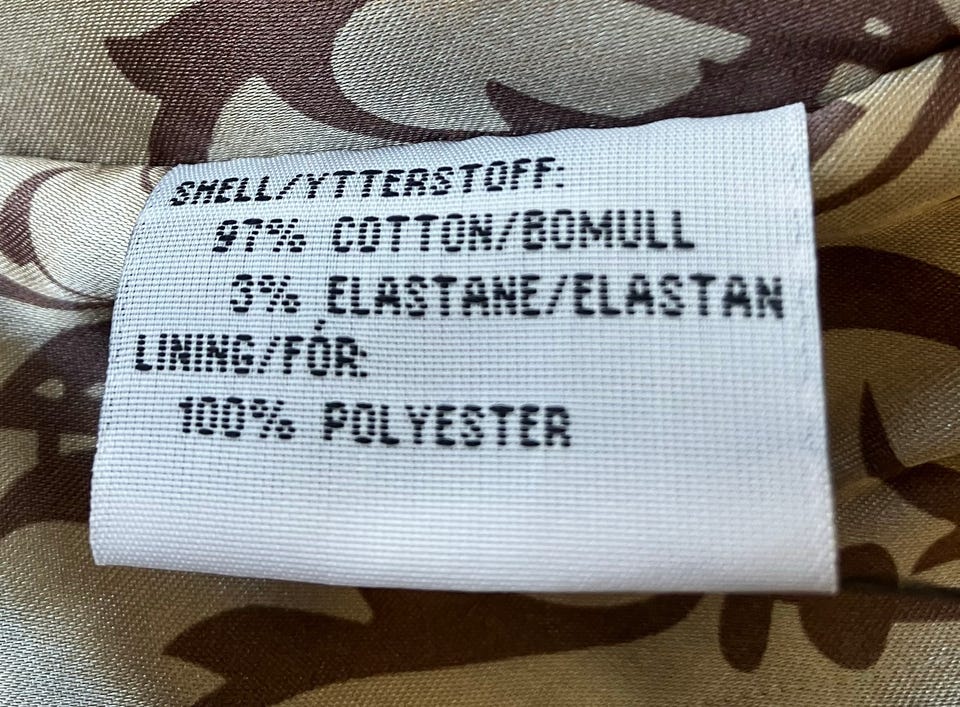 SHELL/YTTERSTOFF:
97% COTTON/BOMULL
3% ELASTANE/ELASTAN
LINING/FÓR:
100% POLYESTER